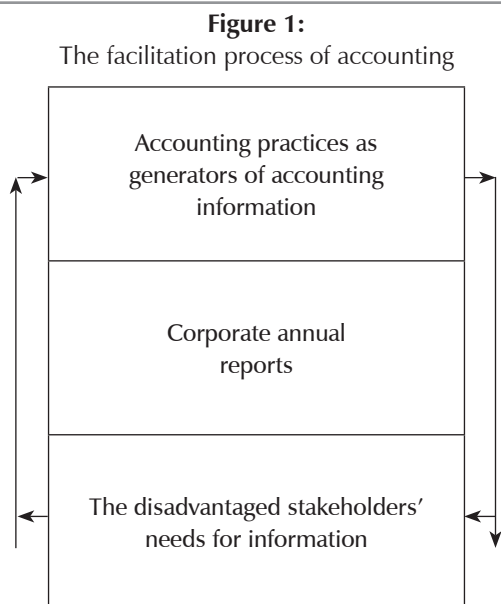 Figure 1:
The facilitation process of accounting
Accounting practices as
generators of accounting
information
Corporate annual
reports
The disadvantaged stakeholders’
needs for information